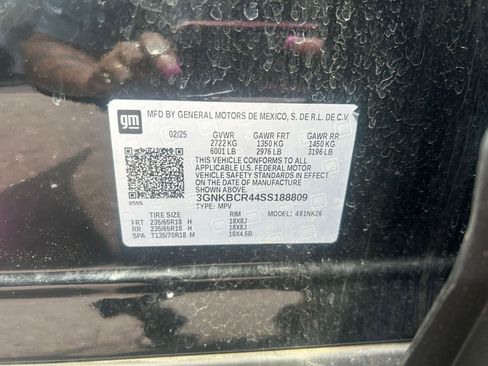 gm
MFD BY GENERAL MOTORS DE MEXICO, S. DE R.L. DE C.V.
02/25 GVWR GAWR FRT GAWR RR
2722 KG 1350 KG 1450 KG
6001 LB 2976 LB 3196 LB
THIS VEHICLE CONFORMS TO ALL
APPLICABLE U.S. FEDERAL MOTOR
VEHICLE SAFETY STANDARDS IN EFFECT
ON THE DATE OF MANUFACTURE
SHOWN ABOVE.
3GNKBCR44SS188809
TYPE: MPV MODEL: 491NK26
TIRE SIZE RIM
FRT 235/65R18 H 18X8J
RR 235/65R18 H 18X8J
SPA T135/70R18 M 18X4.5B